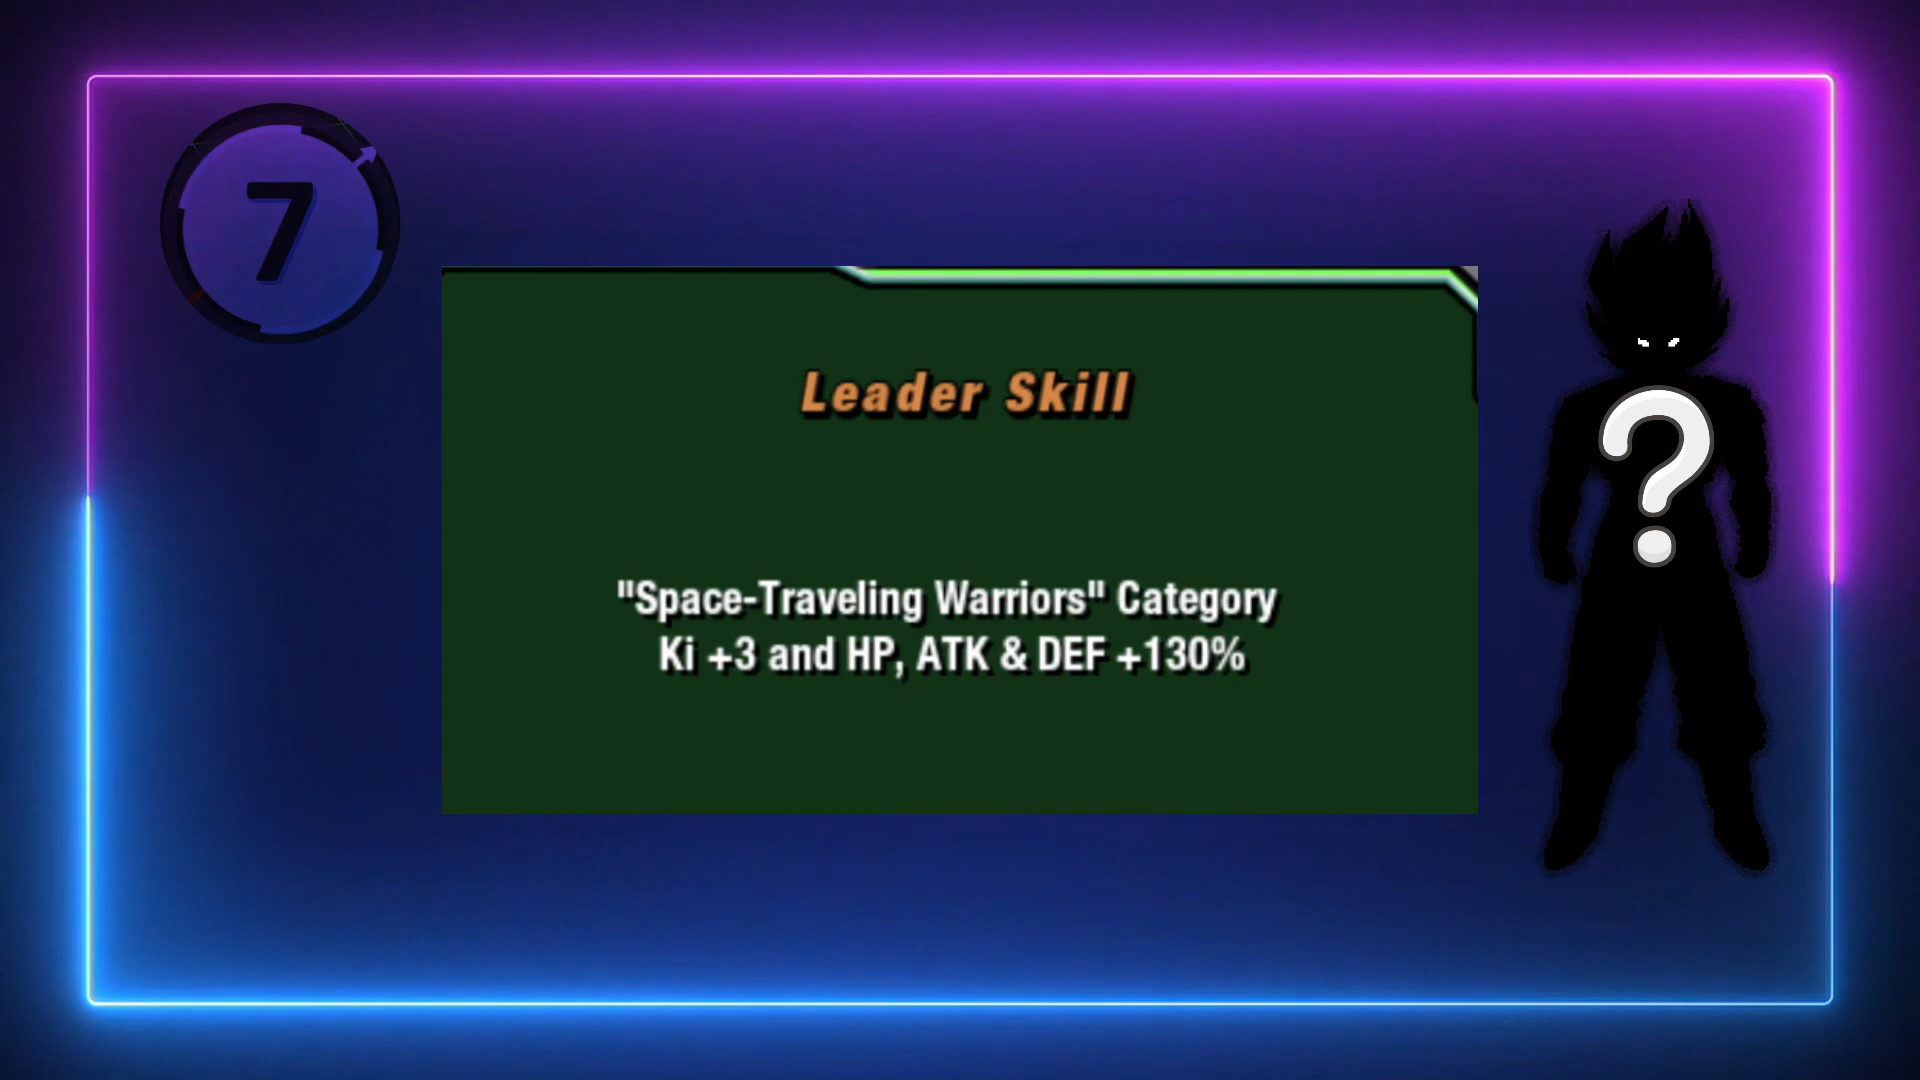 7
Leader Skill
"Space-Traveling Warriors" Category
Ki +3 and HP, ATK & DEF +130%
?